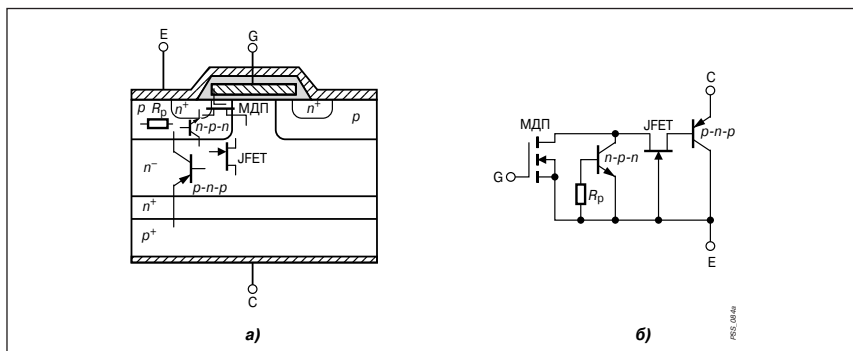 E
G
p Rp n+ МДП n+ p
n-p-n
JFET
n–
p-n-p
n+
p+
C
а)
C
МДП
JFET
p-n-p
n-p-n
G
Rp
E
б)
PSS_084a